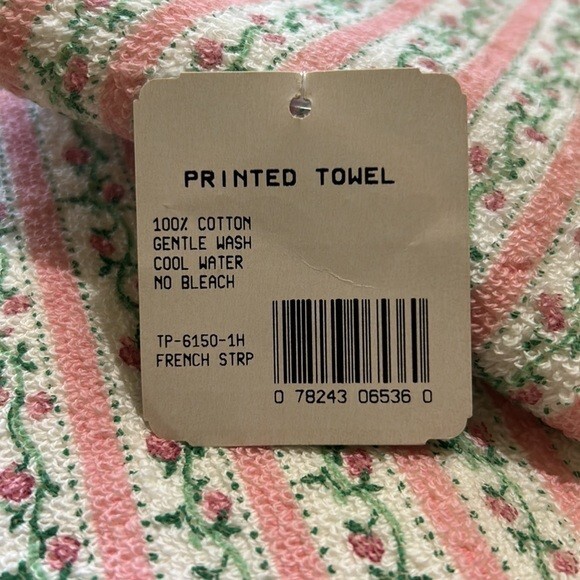 PRINTED TOWEL
100% COTTON
GENTLE WASH
COOL WATER
NO BLEACH
TP-6150-1H
FRENCH STRP
0 78243 06536 0